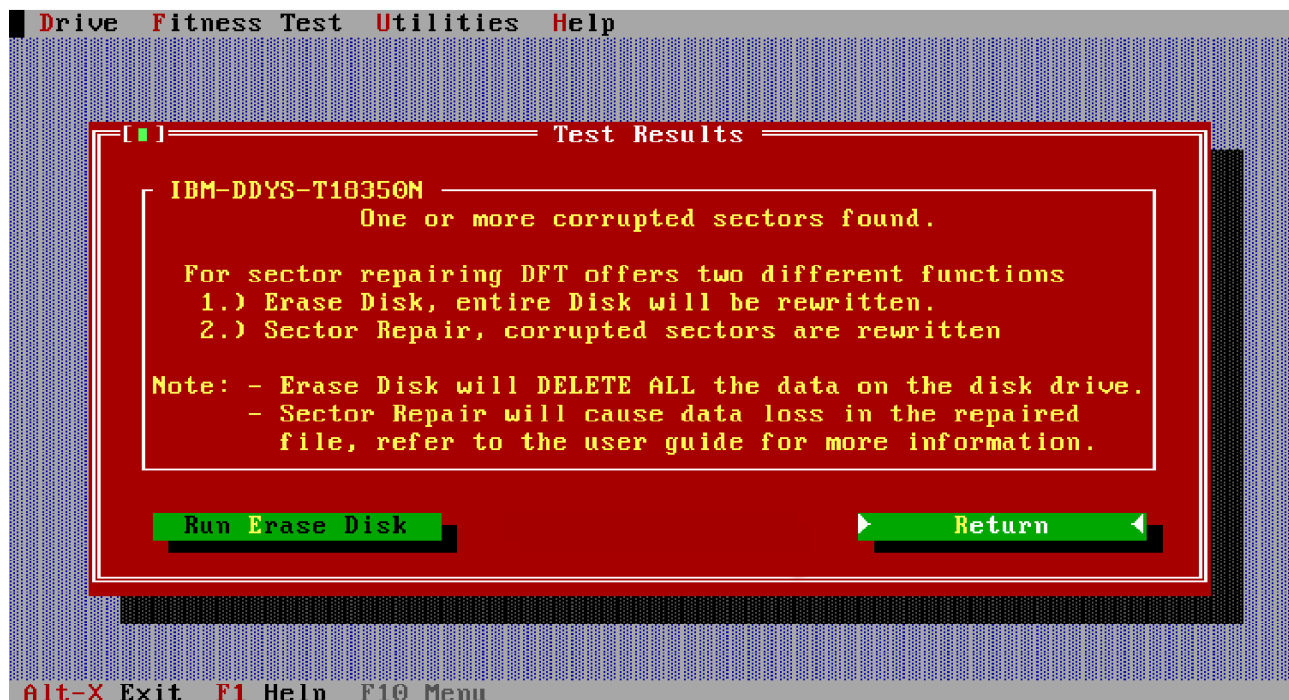 Drive Fitness Test Utilities Help
Test Results
IBM-DDYS-T18350N
One or more corrupted sectors found.
For sector repairing DFT offers two different functions
1.) Erase Disk, entire Disk will be rewritten.
2.) Sector Repair, corrupted sectors are rewritten
Note: - Erase Disk will DELETE ALL the data on the disk drive.
- Sector Repair will cause data loss in the repaired
file, refer to the user guide for more information.
Run Erase Disk Return
Alt-X Exit F1 Help F10 Menu